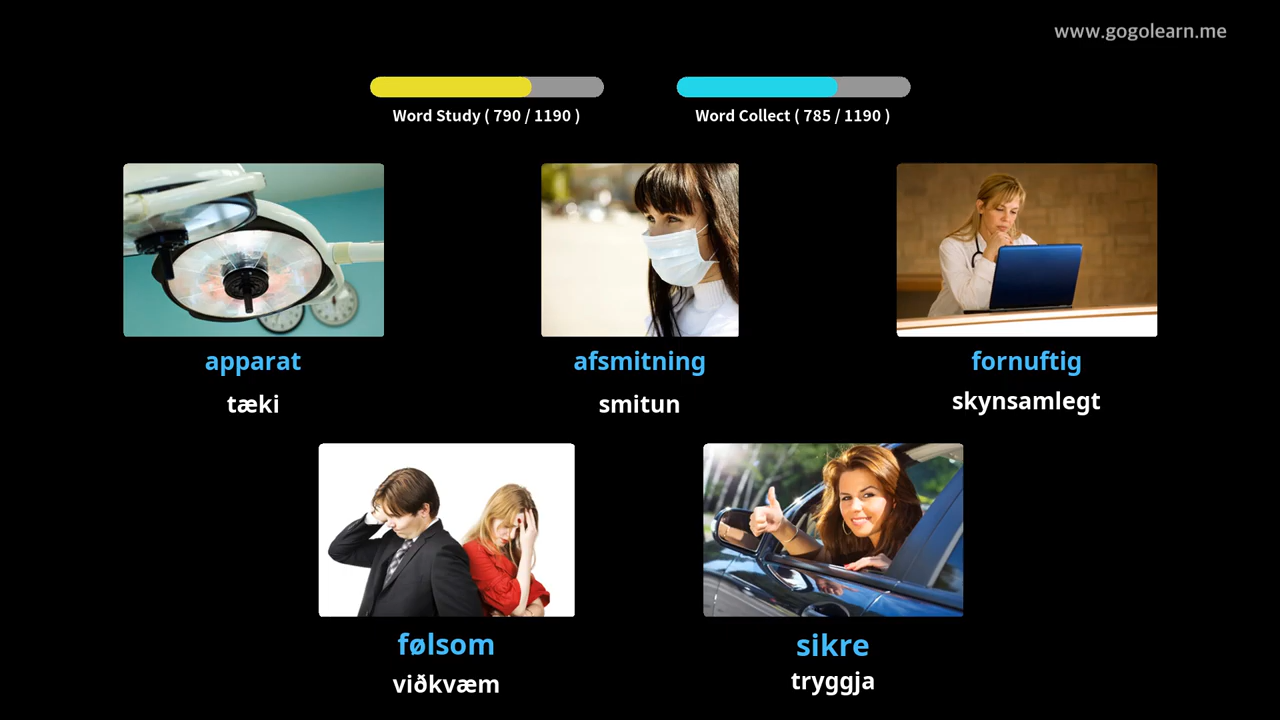 www.gogolearn.me
Word Study ( 790 / 1190 )
Word Collect ( 785 / 1190 )
apparat
tæki
afsmitning
smitun
fornuftig
skynsamlegt
følsom
viðkvæm
sikre
tryggja